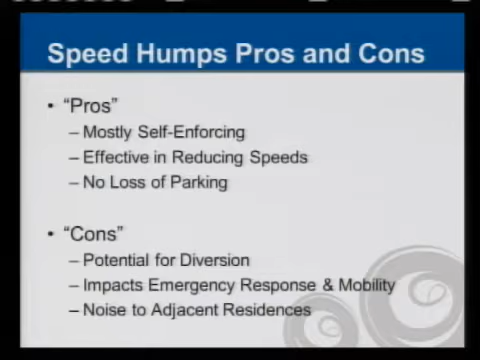 Speed Humps Pros and Cons
• "Pros"
– Mostly Self-Enforcing
– Effective in Reducing Speeds
– No Loss of Parking
• "Cons"
– Potential for Diversion
– Impacts Emergency Response & Mobility
– Noise to Adjacent Residences